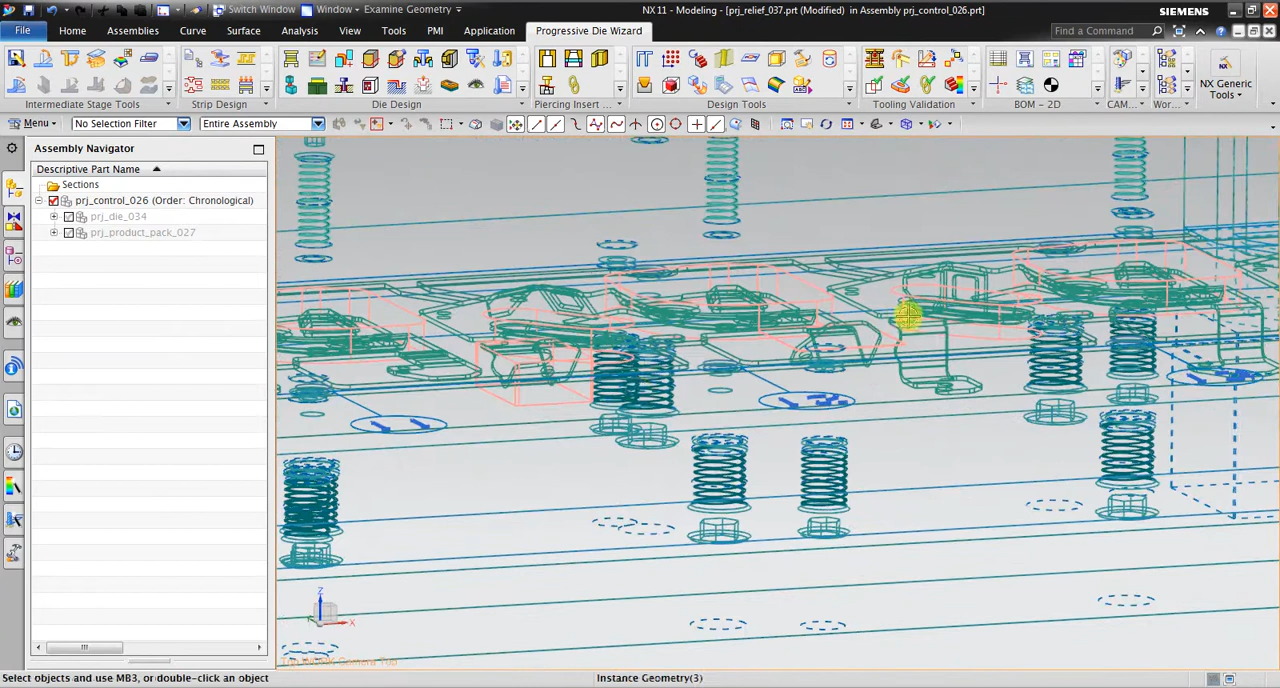 Switch Window Window Examine Geometry
NX 11 - Modeling - [prj_relief_037.prt (Modified) in Assembly prj_control_026.prt]
SIEMENS
File Home Assemblies Curve Surface Analysis View Tools PMI Application Progressive Die Wizard
Find a Command
NX Generic
Tools
Intermediate Stage Tools Strip Design Die Design Piercing Insert ... Design Tools Tooling Validation BOM - 2D CAM... Wor...
Menu No Selection Filter Entire Assembly
Assembly Navigator
Descriptive Part Name
Sections
prj_control_026 (Order: Chronological)
prj_die_034
prj_product_pack_027
Z
X
Select objects and use MB3, or double-click an object
Instance Geometry(3)